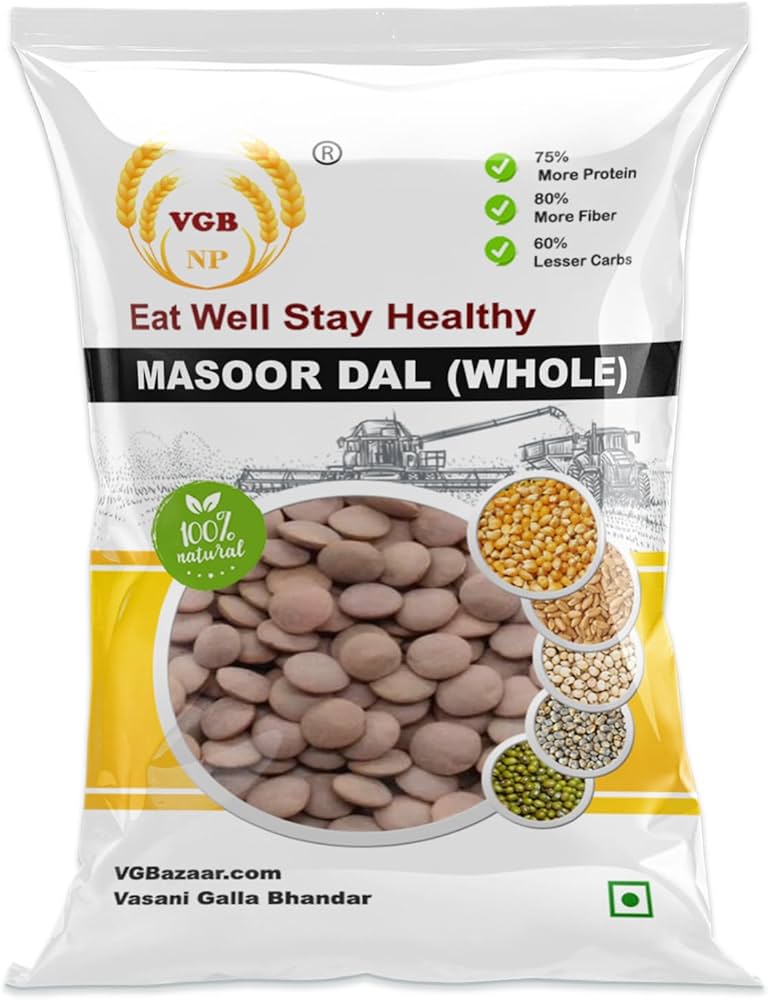 VGB
NP
®
75%
More Protein
80%
More Fiber
60%
Lesser Carbs
Eat Well Stay Healthy
MASOOR DAL (WHOLE)
100%
natural
VGBazaar.com
Vasani Galla Bhandar